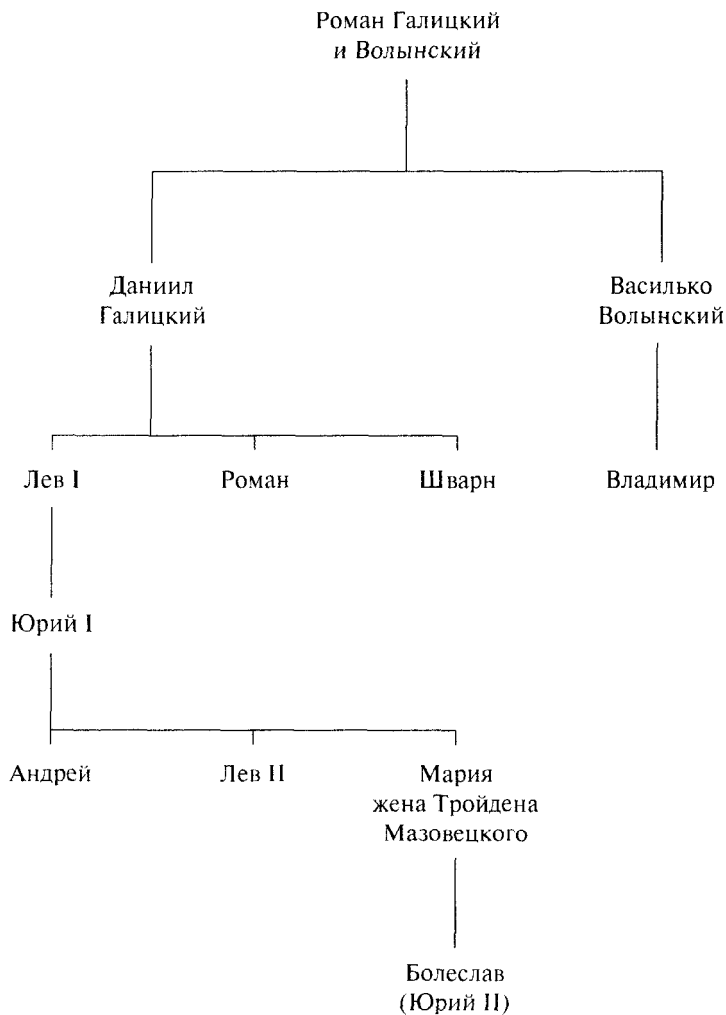 Роман Галицкий
и Волынский
Даниил
Галицкий
Василько
Волынский
Лев I
Роман
Шварн
Владимир
Юрий I
Андрей
Лев II
Мария
жена Тройдена
Мазовецкого
Болеслав
(Юрий II)